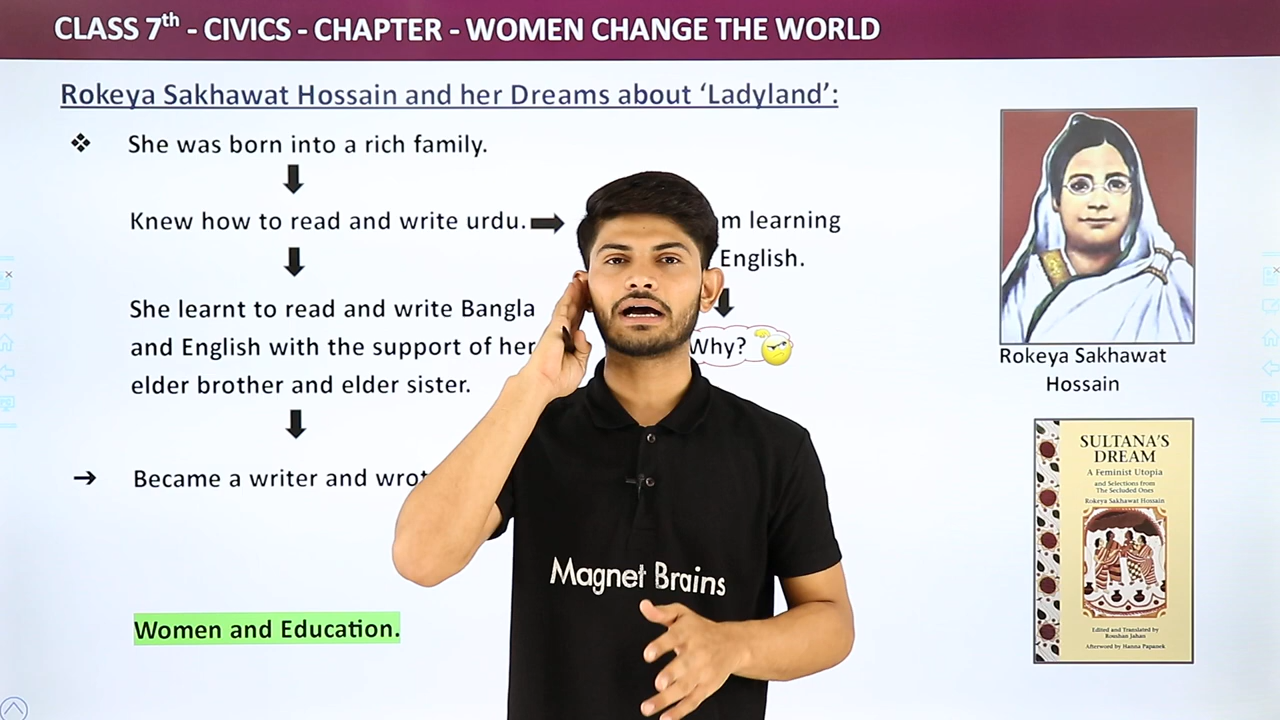 CLASS 7th - CIVICS - CHAPTER - WOMEN CHANGE THE WORLD
Rokeya Sakhawat Hossain and her Dreams about ‘Ladyland’:
She was born into a rich family.
Knew how to read and write urdu.
learning
English.
She learnt to read and write Bangla
and English with the support of her
elder brother and elder sister.
Why?
Became a writer and
Women and Education.
Magnet Brains
Rokeya Sakhawat
Hossain
SULTANA'S
DREAM
A Feminist Utopia
and Selections from
The Secluded Ones
Rokeya Sakhawat Hossain
Edited and Translated by
Roushan Jahan
Afterword by Hanna Papanek